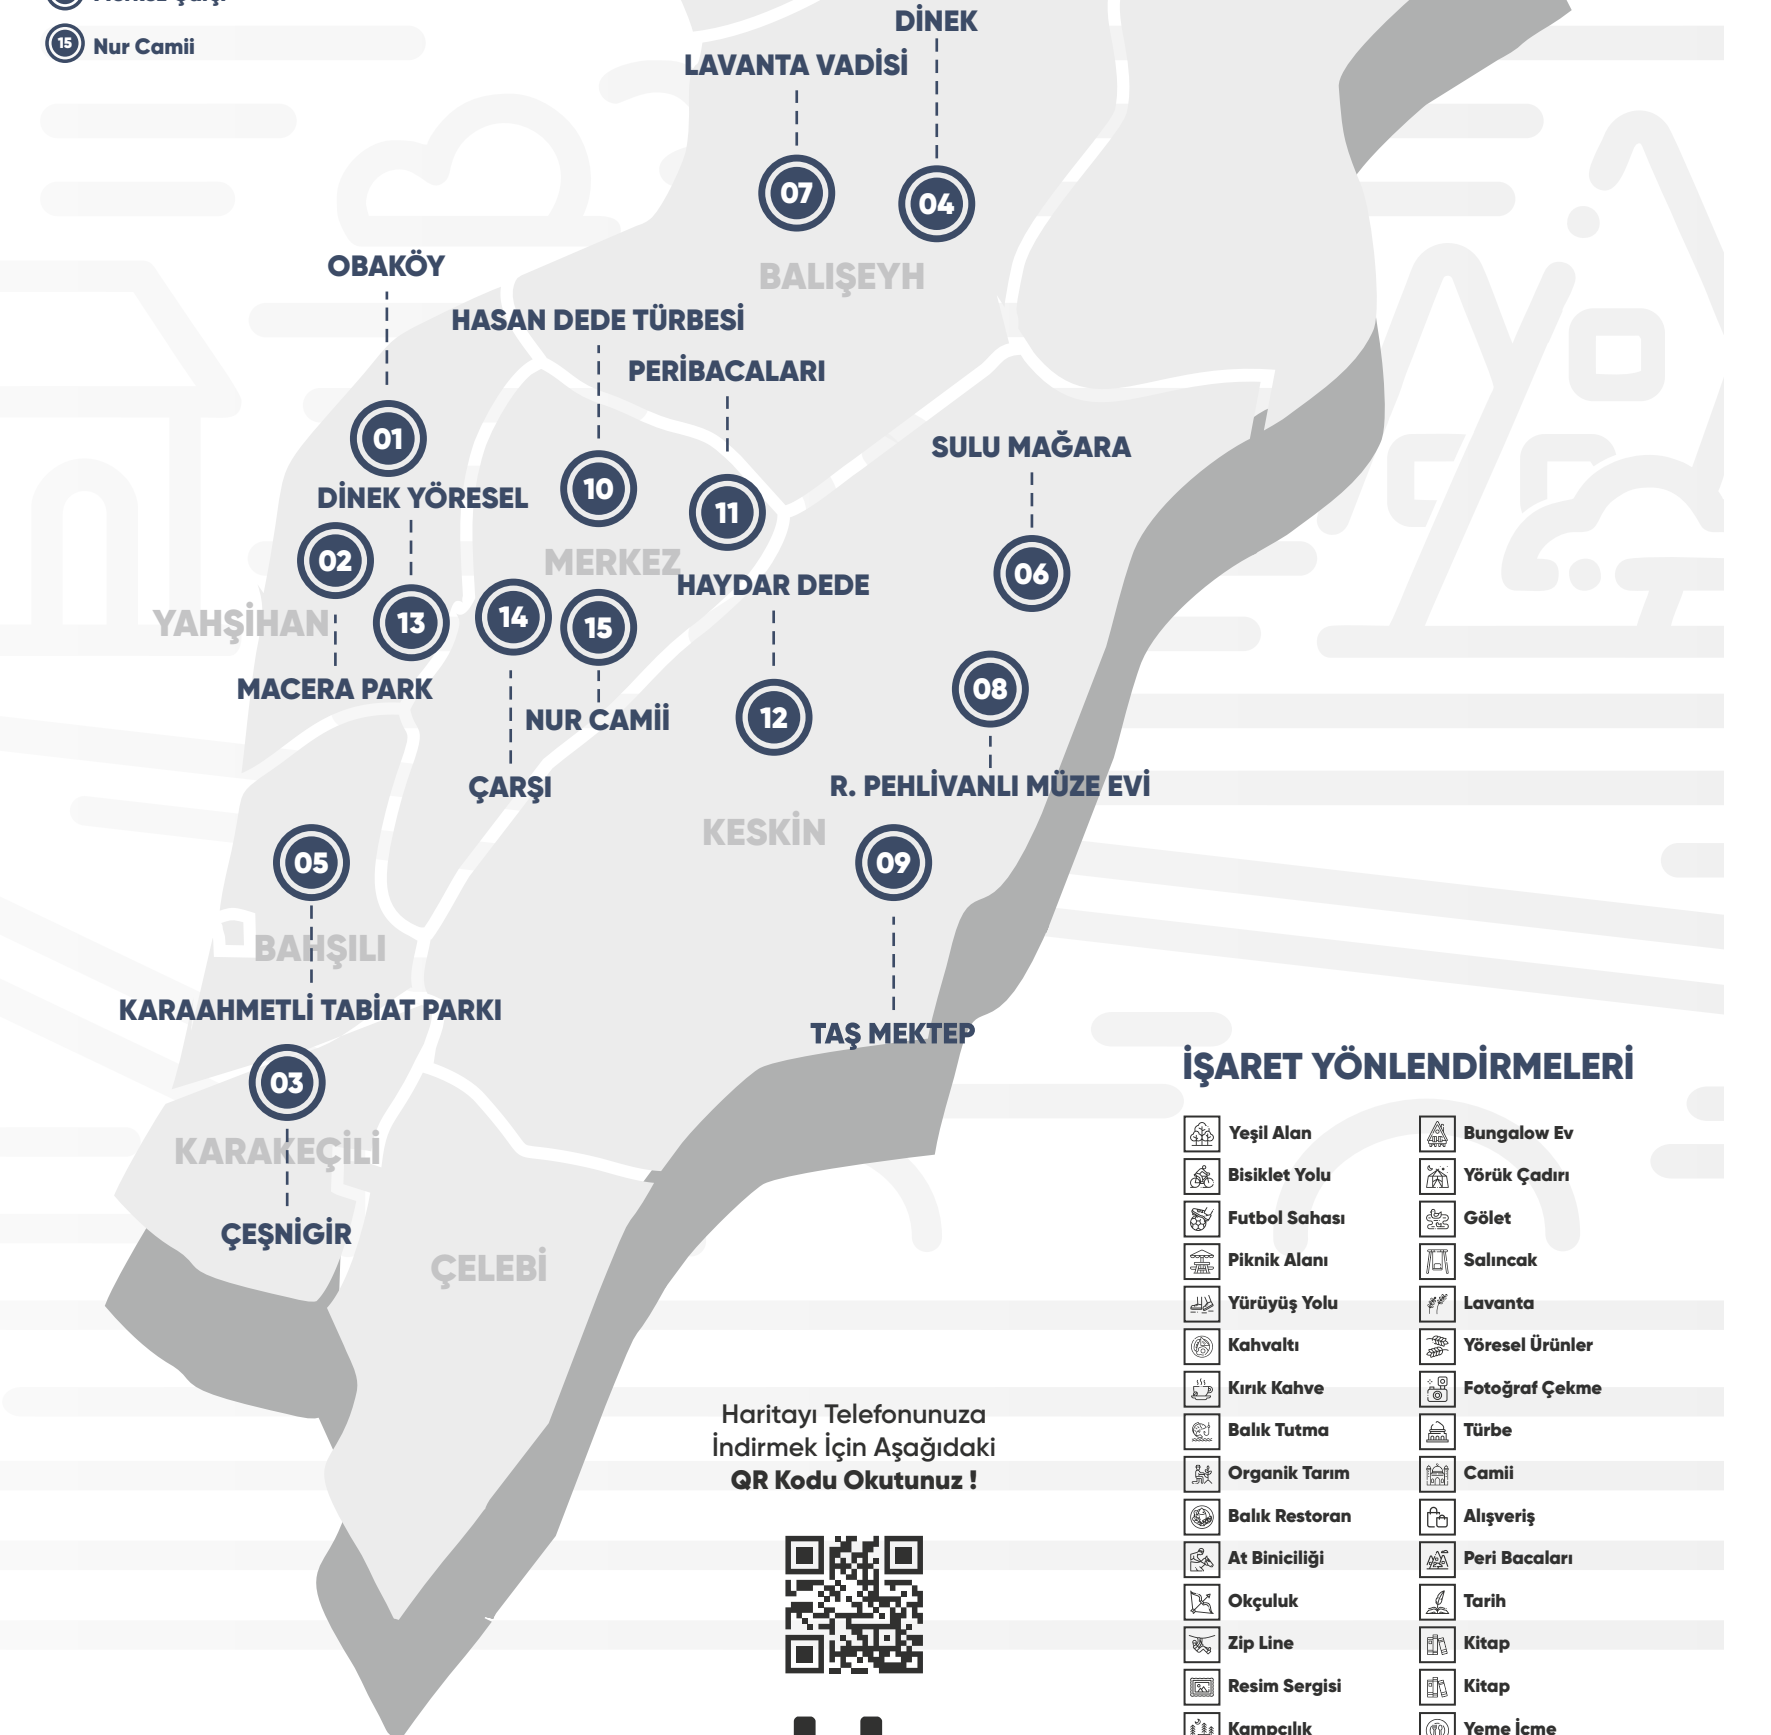 15 Nur Camii
DİNEK
LAVANTA VADİSİ
07
04
BALIŞEYH
OBAKÖY
HASAN DEDE TÜRBESİ
PERİBACALARI
01
SULU MAĞARA
DİNEK YÖRESEL
10
11
02
MERKEZ
06
HAYDAR DEDE
YAHŞİHAN
13
14
15
MACERA PARK
08
NUR CAMİİ
12
ÇARŞI
R. PEHLİVANLI MÜZE EVİ
KESKİN
05
09
BAHŞILI
KARAAHMETLİ TABİAT PARKI
TAŞ MEKTEP
03
KARAKEÇİLİ
ÇEŞNİGİR
ÇELEBİ
Haritayı Telefonunuza
İndirmek İçin Aşağıdaki
QR Kodu Okutunuz !
İŞARET YÖNLENDİRMELERİ
Yeşil Alan
Bisiklet Yolu
Futbol Sahası
Piknik Alanı
Yürüyüş Yolu
Kahvaltı
Kırık Kahve
Balık Tutma
Organik Tarım
Balık Restoran
At Biniciliği
Okçuluk
Zip Line
Resim Sergisi
Kampçılık
Bungalow Ev
Yörük Çadırı
Gölet
Salıncak
Lavanta
Yöresel Ürünler
Fotoğraf Çekme
Türbe
Camii
Alışveriş
Peri Bacaları
Tarih
Kitap
Kitap
Yeme İçme